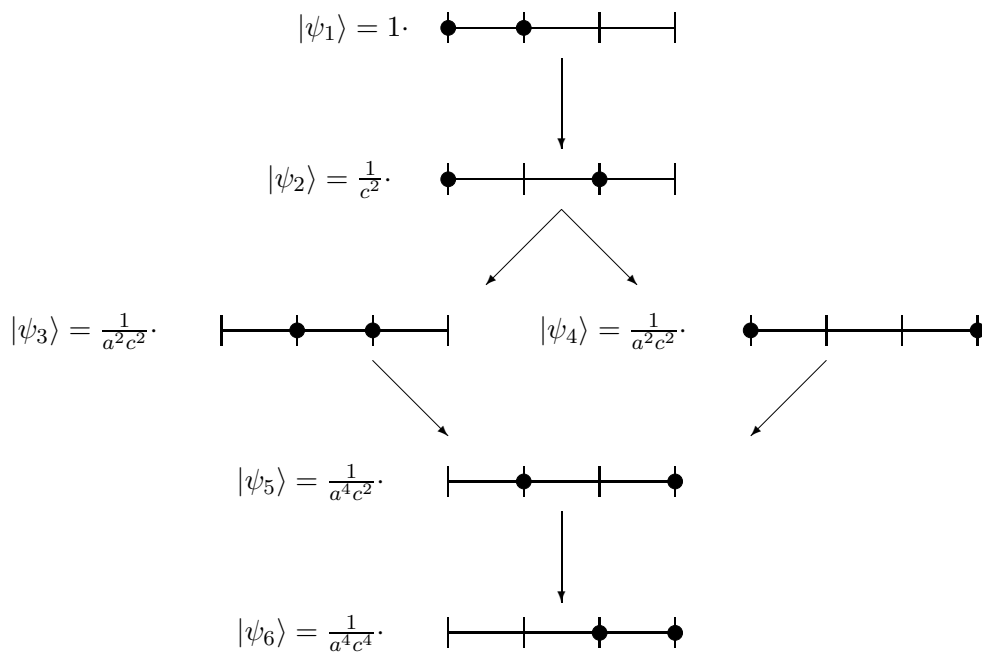 |ψ₁⟩ = 1·
|ψ₂⟩ = 1/c² ·
|ψ₃⟩ = 1/a²c² · |ψ₄⟩ = 1/a²c² ·
|ψ₅⟩ = 1/a⁴c² ·
|ψ₆⟩ = 1/a⁴c⁴ ·